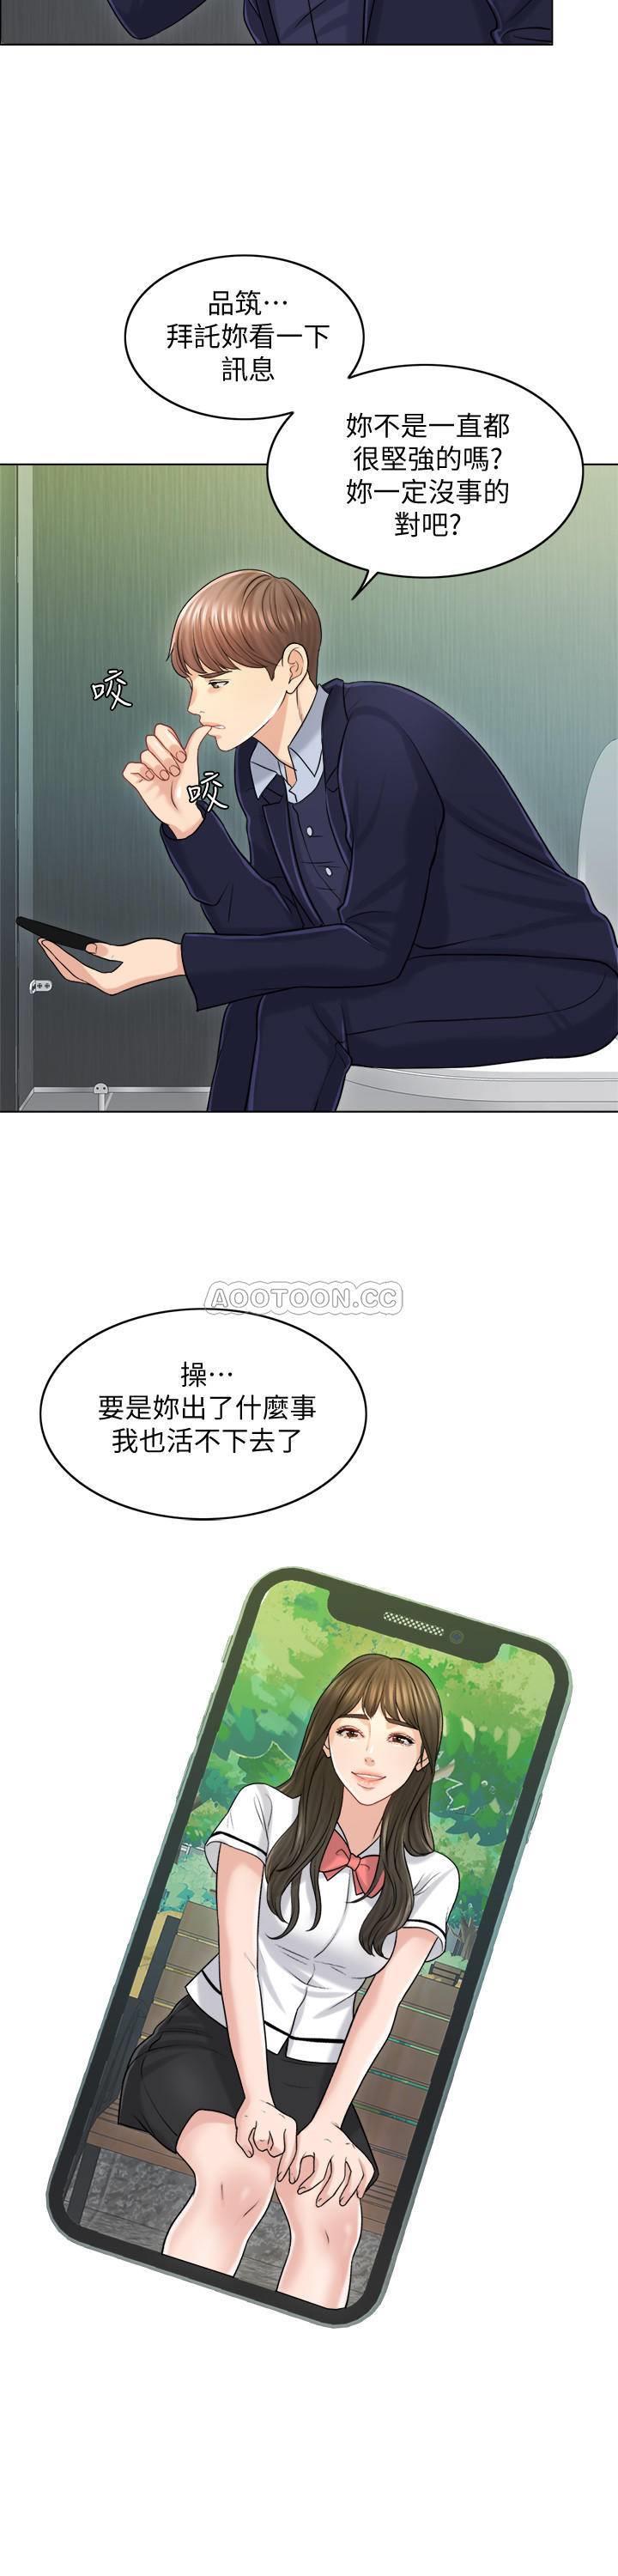 品筑⋯
拜託妳看一下
訊息
妳不是一直都
很堅強的嗎?
妳一定沒事的
對吧?
咬
咬
AOOTOON.CC
操⋯
要是妳出了什麼事
我也活不下去了